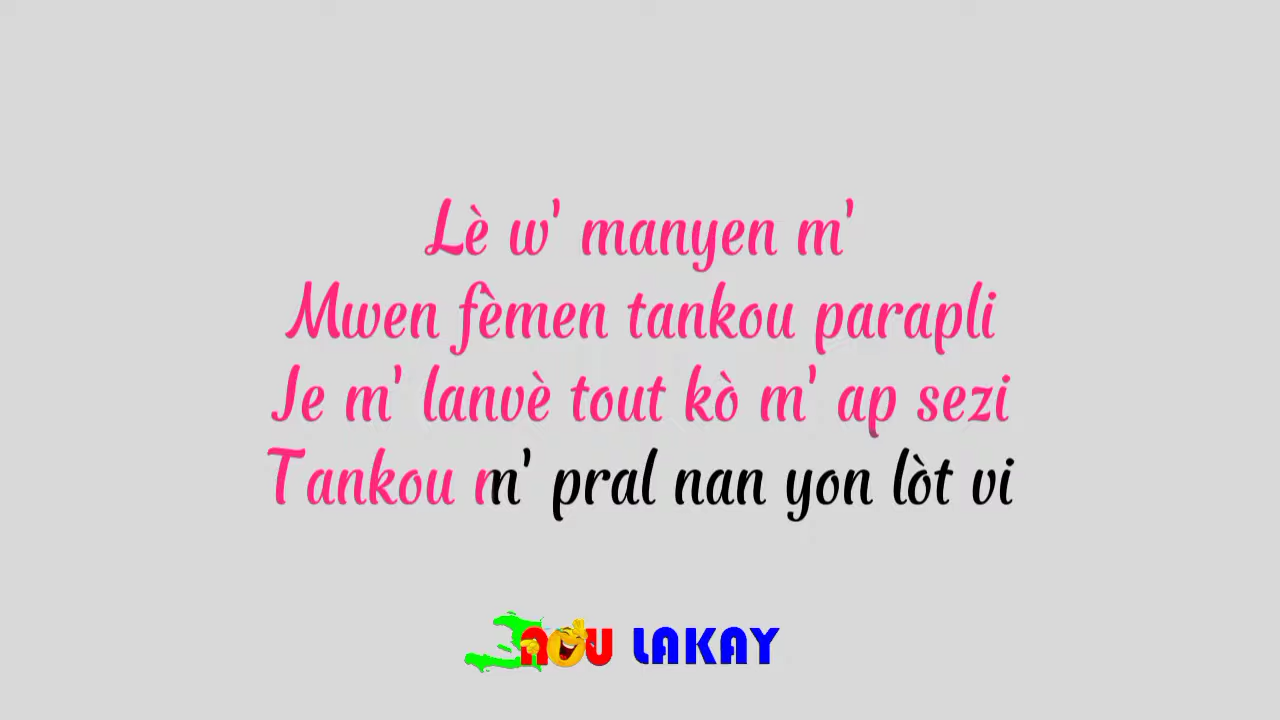 Lè w' manyen m'
Mwen fèmen tankou parapli
Je m' lanvè tout kò m' ap sezi
Tankou m' pral nan yon lòt vi
NOU LAKAY